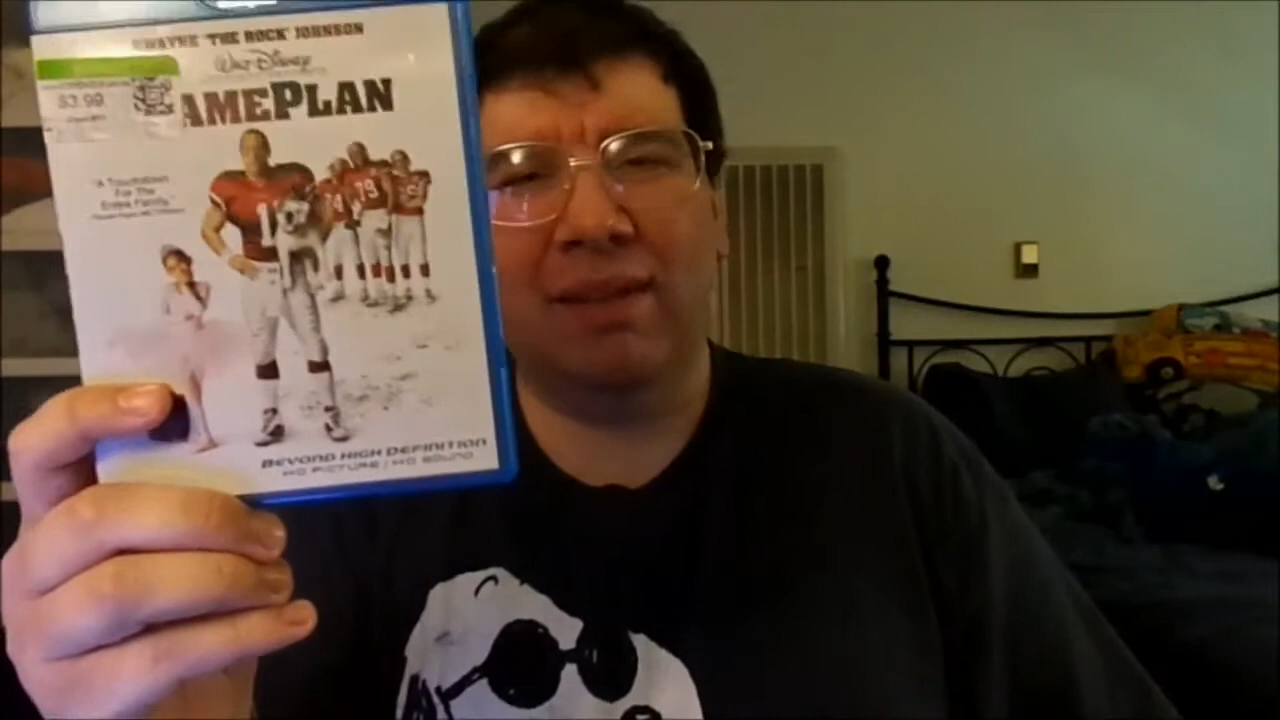 DWAYNE 'THE ROCK' JOHNSON
WALT DISNEY
AMEPLAN
$3.99
"A Touchdown
For The
Entire Family."
79
BEYOND HIGH DEFINITION
HD PICTURE / HD SOUND